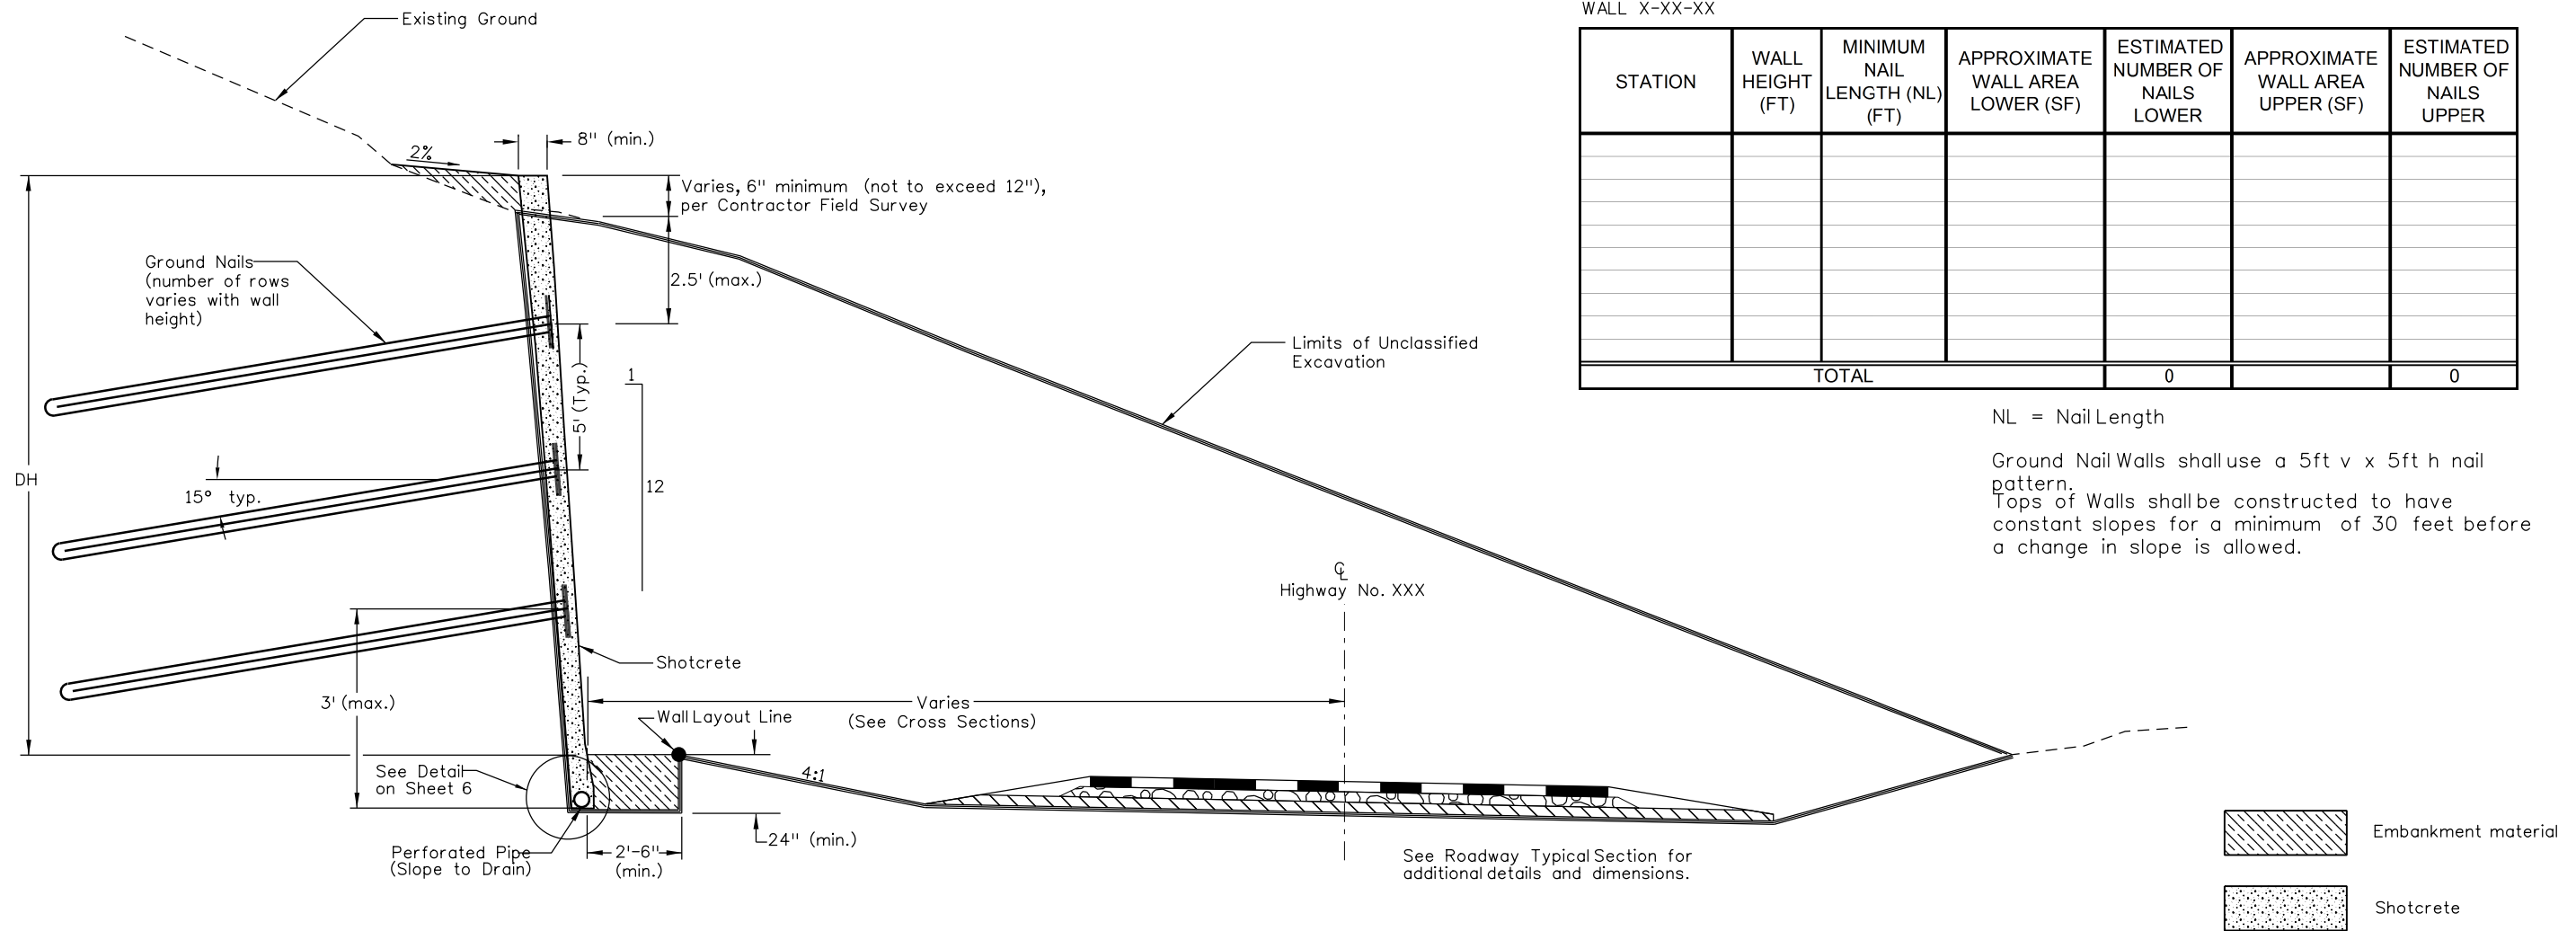 WALL X-XX-XX
STATION
WALL
HEIGHT
(FT)
MINIMUM
NAIL
LENGTH (NL)
(FT)
APPROXIMATE
WALL AREA
LOWER (SF)
ESTIMATED
NUMBER OF
NAILS
LOWER
APPROXIMATE
WALL AREA
UPPER (SF)
ESTIMATED
NUMBER OF
NAILS
UPPER
TOTAL
0
0
NL = Nail Length
Ground Nail Walls shall use a 5ft v x 5ft h nail
pattern.
Tops of Walls shall be constructed to have
constant slopes for a minimum of 30 feet before
a change in slope is allowed.
Existing Ground
2%
8" (min.)
Varies, 6" minimum (not to exceed 12"),
per Contractor Field Survey
2.5' (max.)
Ground Nails
(number of rows
varies with wall
height)
Limits of Unclassified
Excavation
5' (Typ.)
1
12
DH
15° typ.
℄
Highway No. XXX
Shotcrete
3' (max.)
Varies
(See Cross Sections)
Wall Layout Line
See Detail
on Sheet 6
4:1
24" (min.)
Perforated Pipe
(Slope to Drain)
2'-6"
(min.)
See Roadway Typical Section for
additional details and dimensions.
Embankment material
Shotcrete